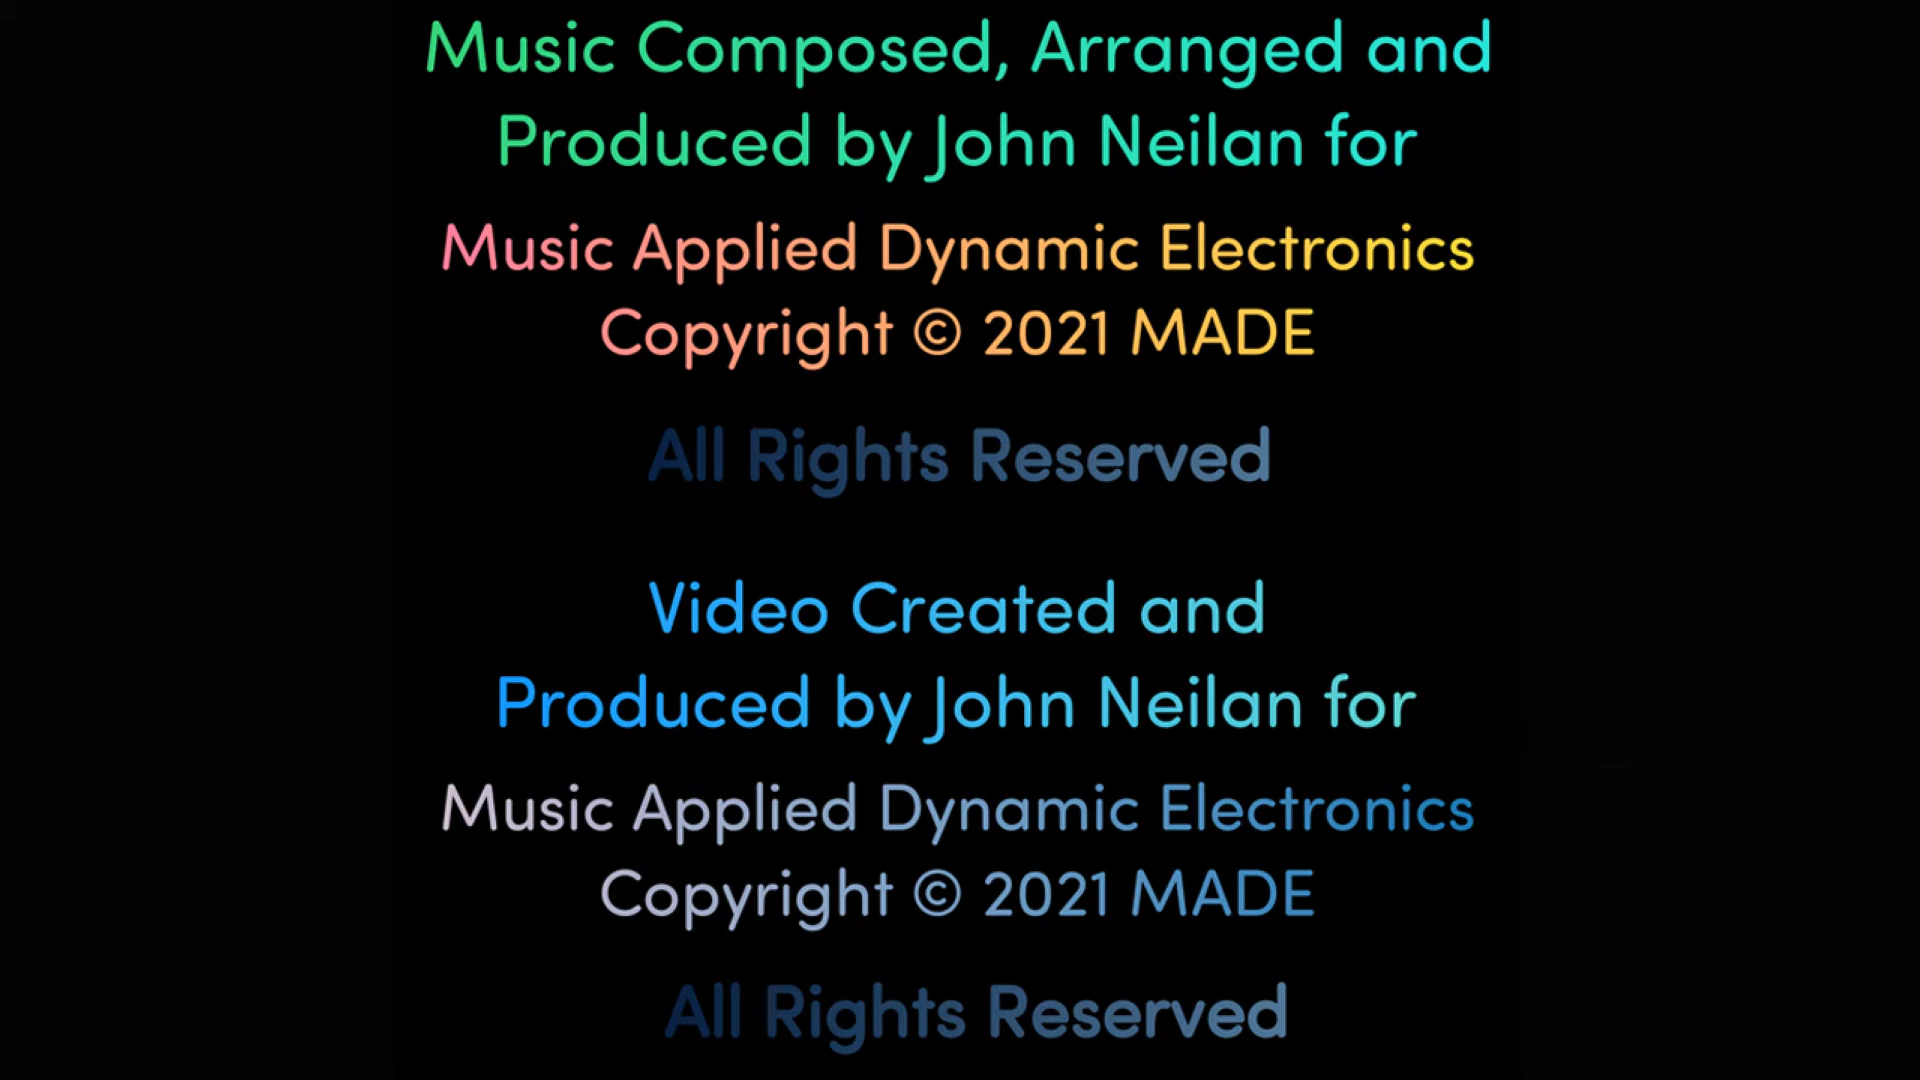 Music Composed, Arranged and
Produced by John Neilan for
Music Applied Dynamic Electronics
Copyright © 2021 MADE
All Rights Reserved
Video Created and
Produced by John Neilan for
Music Applied Dynamic Electronics
Copyright © 2021 MADE
All Rights Reserved